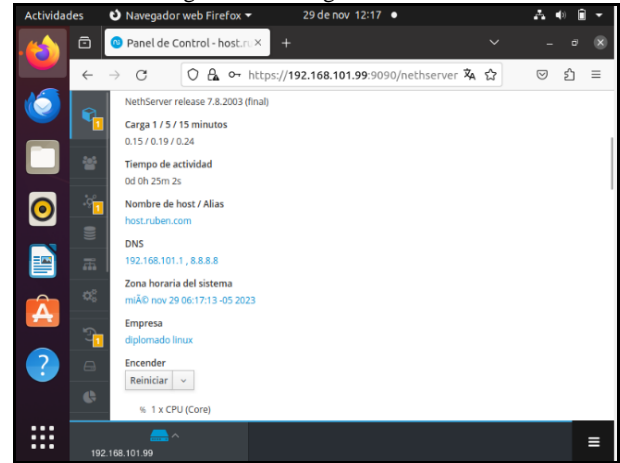 Actividades
Navegador web Firefox
29 de nov 12:17
Panel de Control - host.ru
https://192.168.101.99:9090/nethserver
NethServer release 7.8.2003 (final)
Carga 1 / 5 / 15 minutos
0.15 / 0.19 / 0.24
Tiempo de actividad
0d 0h 25m 2s
Nombre de host / Alias
host.ruben.com
DNS
192.168.101.1 , 8.8.8.8
Zona horaria del sistema
miÃ© nov 29 06:17:13 -05 2023
Empresa
diplomado linux
Encender
Reiniciar
% 1 x CPU (Core)
192.168.101.99